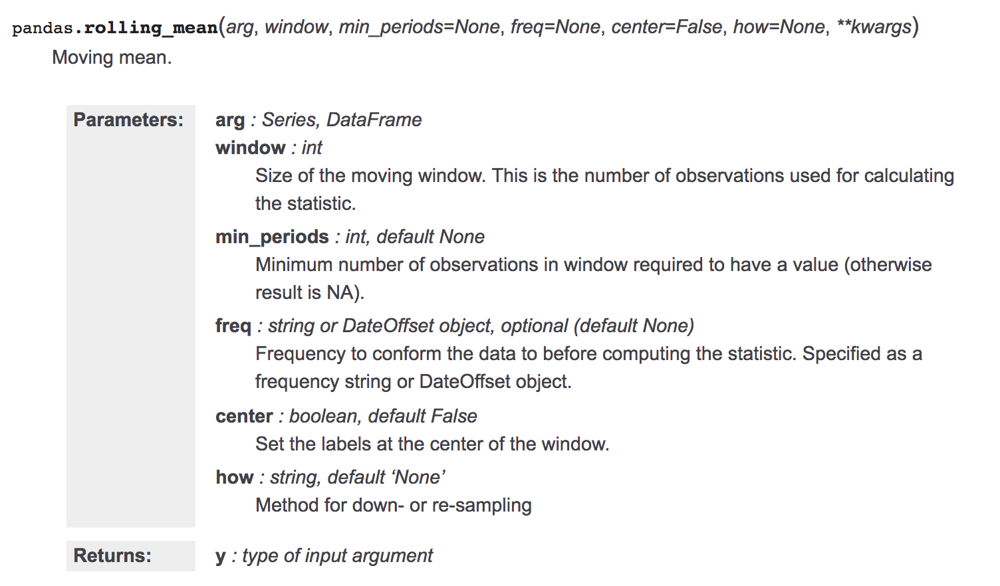 pandas.rolling_mean(arg, window, min_periods=None, freq=None, center=False, how=None, **kwargs)
Moving mean.
Parameters:
arg : Series, DataFrame
window : int
Size of the moving window. This is the number of observations used for calculating
the statistic.
min_periods : int, default None
Minimum number of observations in window required to have a value (otherwise
result is NA).
freq : string or DateOffset object, optional (default None)
Frequency to conform the data to before computing the statistic. Specified as a
frequency string or DateOffset object.
center : boolean, default False
Set the labels at the center of the window.
how : string, default ‘None’
Method for down- or re-sampling
Returns:
y : type of input argument